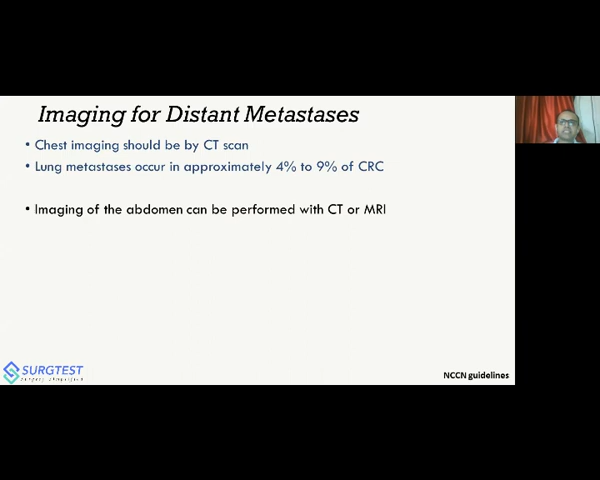 Imaging for Distant Metastases
• Chest imaging should be by CT scan
• Lung metastases occur in approximately 4% to 9% of CRC
• Imaging of the abdomen can be performed with CT or MRI
SURGTEST
NCCN guidelines